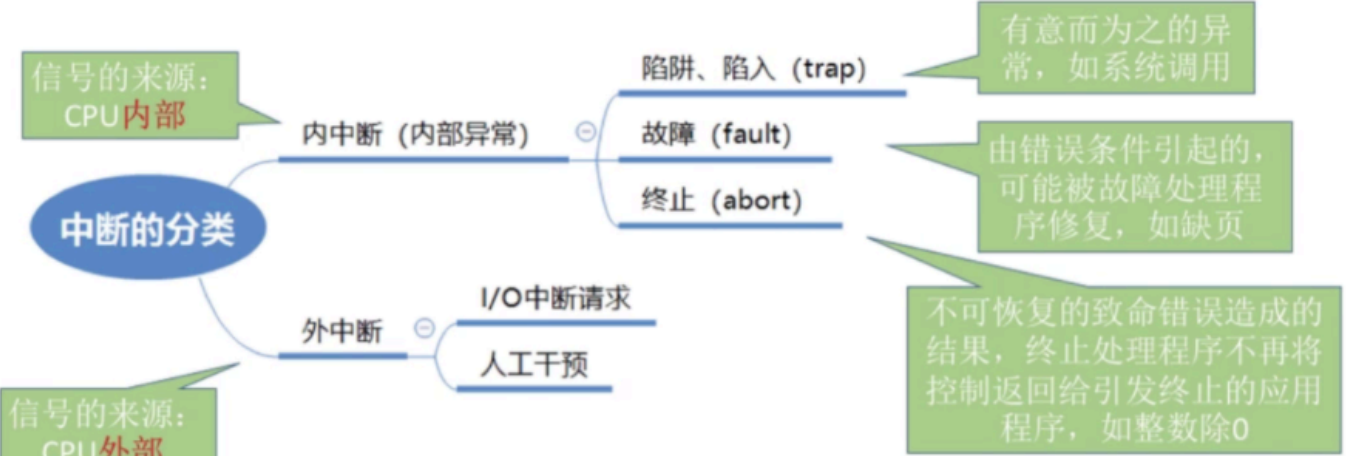 有意而为之的异
常，如系统调用
陷阱、陷入（trap）
信号的来源：
CPU内部
内中断（内部异常）
故障（fault）
由错误条件引起的，
可能被故障处理程
序修复，如缺页
终止（abort）
中断的分类
I/O中断请求
外中断
人工干预
不可恢复的致命错误造成的
结果，终止处理程序不再将
控制返回给引发终止的应用
程序，如整数除0
信号的来源：
CPU外部